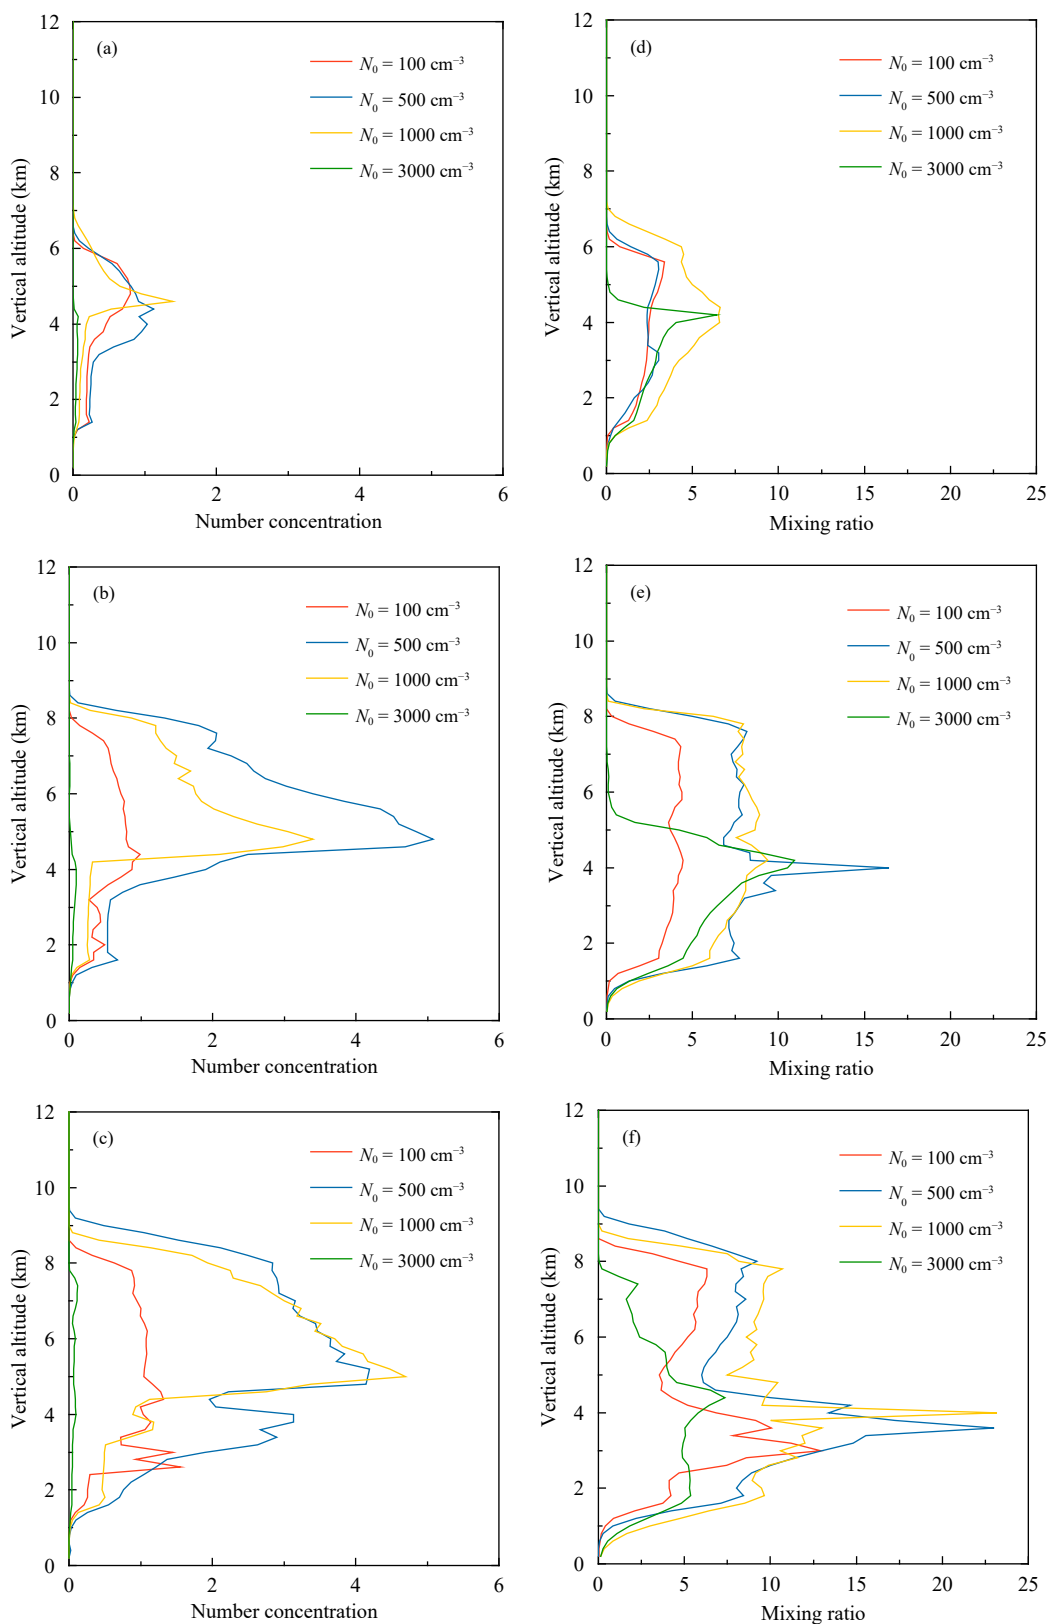 (a)
N₀ = 100 cm⁻³
N₀ = 500 cm⁻³
N₀ = 1000 cm⁻³
N₀ = 3000 cm⁻³
Vertical altitude (km)
12
10
8
6
4
2
0
0 2 4 6
Number concentration
(d)
N₀ = 100 cm⁻³
N₀ = 500 cm⁻³
N₀ = 1000 cm⁻³
N₀ = 3000 cm⁻³
Vertical altitude (km)
12
10
8
6
4
2
0
0 5 10 15 20 25
Mixing ratio
(b)
N₀ = 100 cm⁻³
N₀ = 500 cm⁻³
N₀ = 1000 cm⁻³
N₀ = 3000 cm⁻³
Vertical altitude (km)
12
10
8
6
4
2
0
0 2 4 6
Number concentration
(e)
N₀ = 100 cm⁻³
N₀ = 500 cm⁻³
N₀ = 1000 cm⁻³
N₀ = 3000 cm⁻³
Vertical altitude (km)
12
10
8
6
4
2
0
0 5 10 15 20 25
Mixing ratio
(c)
N₀ = 100 cm⁻³
N₀ = 500 cm⁻³
N₀ = 1000 cm⁻³
N₀ = 3000 cm⁻³
Vertical altitude (km)
12
10
8
6
4
2
0
0 2 4 6
Number concentration
(f)
N₀ = 100 cm⁻³
N₀ = 500 cm⁻³
N₀ = 1000 cm⁻³
N₀ = 3000 cm⁻³
Vertical altitude (km)
12
10
8
6
4
2
0
0 5 10 15 20 25
Mixing ratio